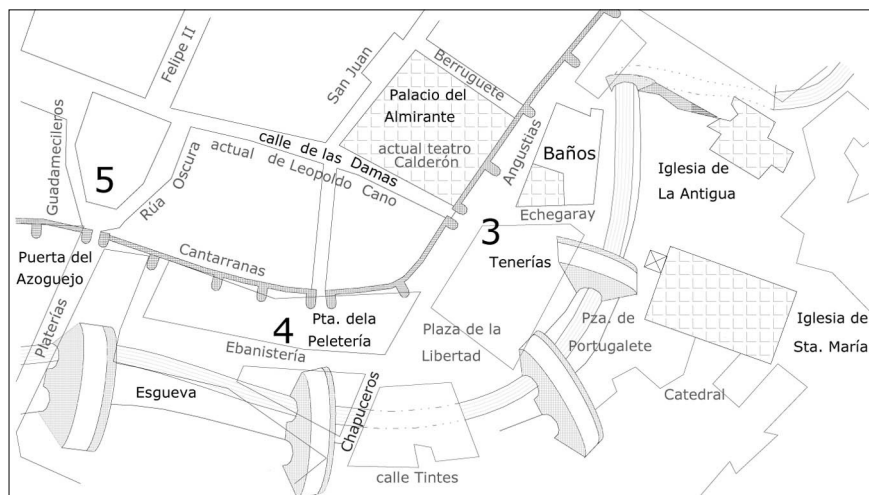 Felipe II
San Juan
Berruguete
Palacio del
Almirante
actual teatro
Calderón
Guadamecileros
5
Rúa Oscura
calle de las Damas
actual de Leopoldo Cano
Angustias
Baños
Echegaray
Iglesia de
La Antigua
Puerta del
Azoguejo
Cantarranas
3
Tenerías
Platerías
4
Pta. dela
Peletería
Ebanistería
Plaza de la
Libertad
Pza. de
Portugalete
Iglesia de
Sta. María
Esgueva
Chapuceros
Catedral
calle Tintes